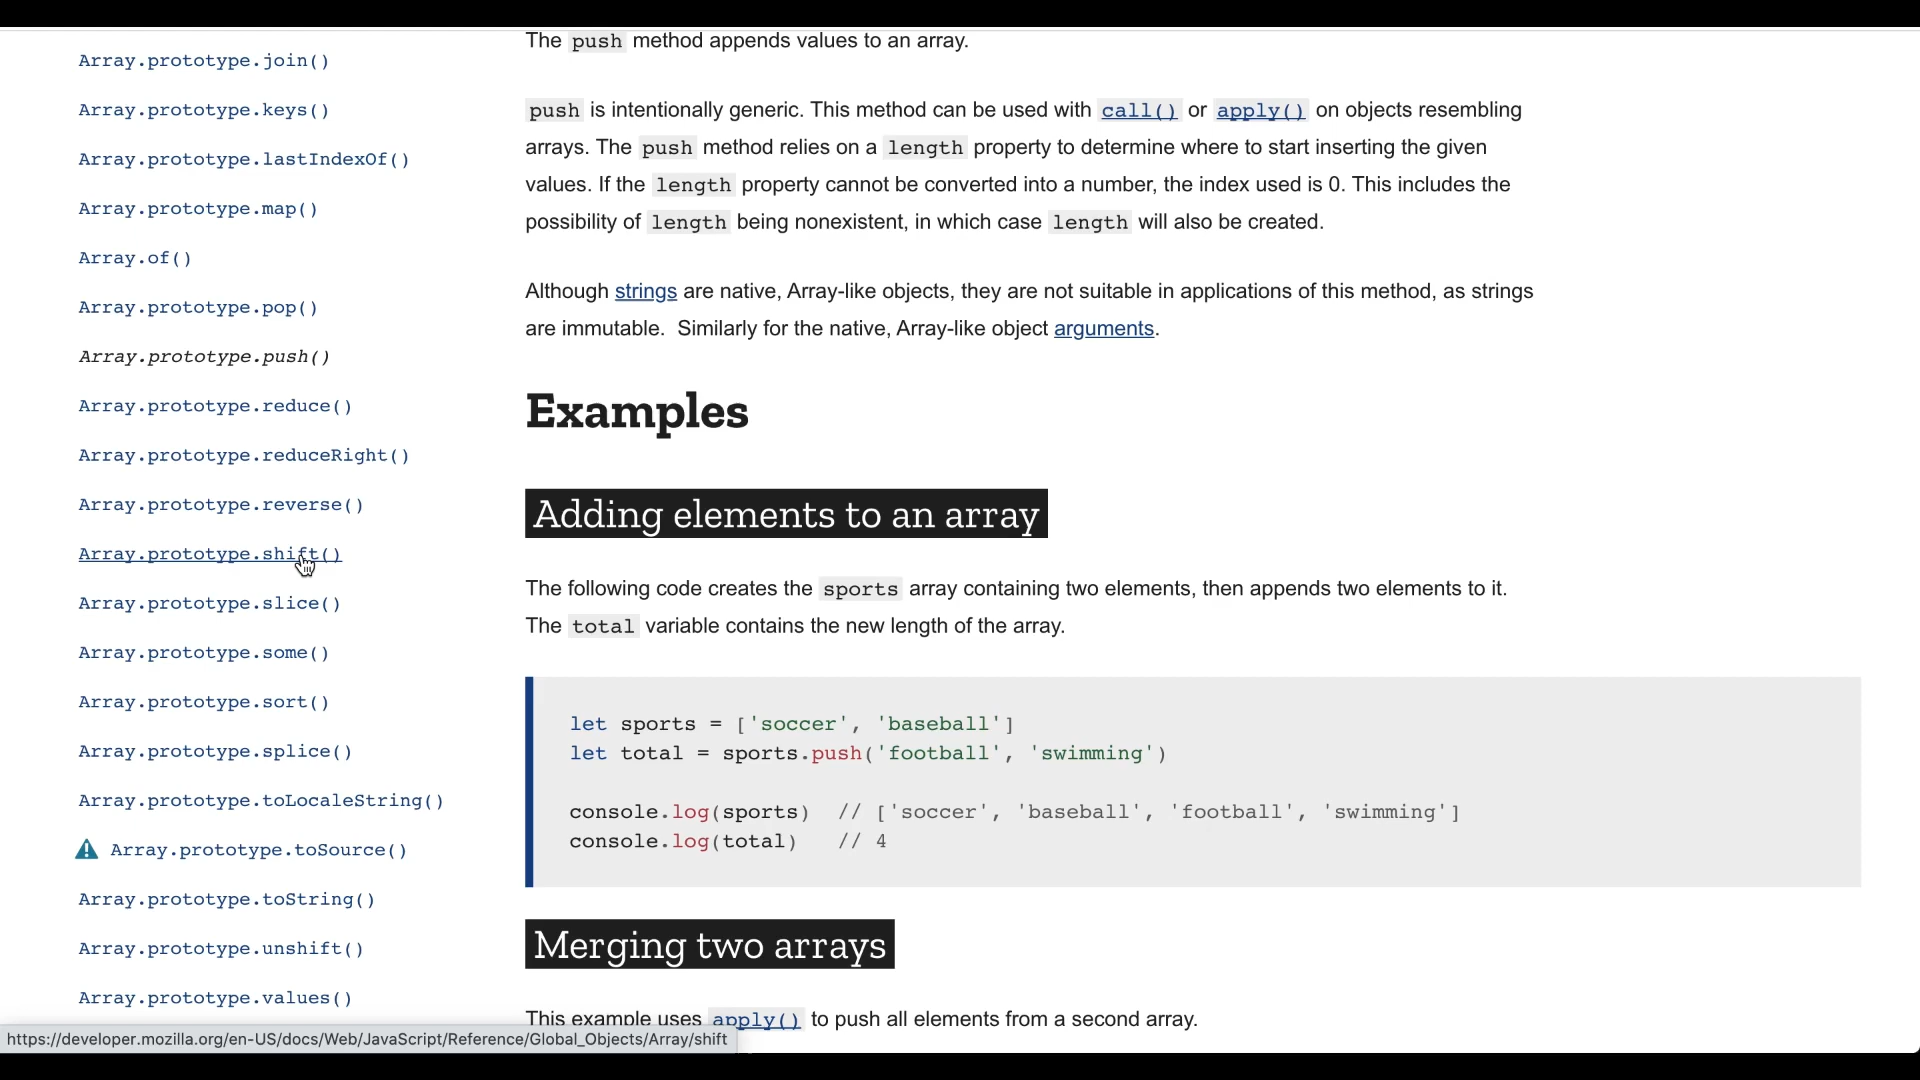 Array.prototype.join()
Array.prototype.keys()
Array.prototype.lastIndexOf()
Array.prototype.map()
Array.of()
Array.prototype.pop()
Array.prototype.push()
Array.prototype.reduce()
Array.prototype.reduceRight()
Array.prototype.reverse()
Array.prototype.shift()
Array.prototype.slice()
Array.prototype.some()
Array.prototype.sort()
Array.prototype.splice()
Array.prototype.toLocaleString()
Array.prototype.toSource()
Array.prototype.toString()
Array.prototype.unshift()
Array.prototype.values()
The push method appends values to an array.
push is intentionally generic. This method can be used with call() or apply() on objects resembling
arrays. The push method relies on a length property to determine where to start inserting the given
values. If the length property cannot be converted into a number, the index used is 0. This includes the
possibility of length being nonexistent, in which case length will also be created.
Although strings are native, Array-like objects, they are not suitable in applications of this method, as strings
are immutable.  Similarly for the native, Array-like object arguments.
Examples
Adding elements to an array
The following code creates the sports array containing two elements, then appends two elements to it.
The total variable contains the new length of the array.
let sports = ['soccer', 'baseball']
let total = sports.push('football', 'swimming')
console.log(sports)  // ['soccer', 'baseball', 'football', 'swimming']
console.log(total)   // 4
Merging two arrays
This example uses apply() to push all elements from a second array.
https://developer.mozilla.org/en-US/docs/Web/JavaScript/Reference/Global_Objects/Array/shift